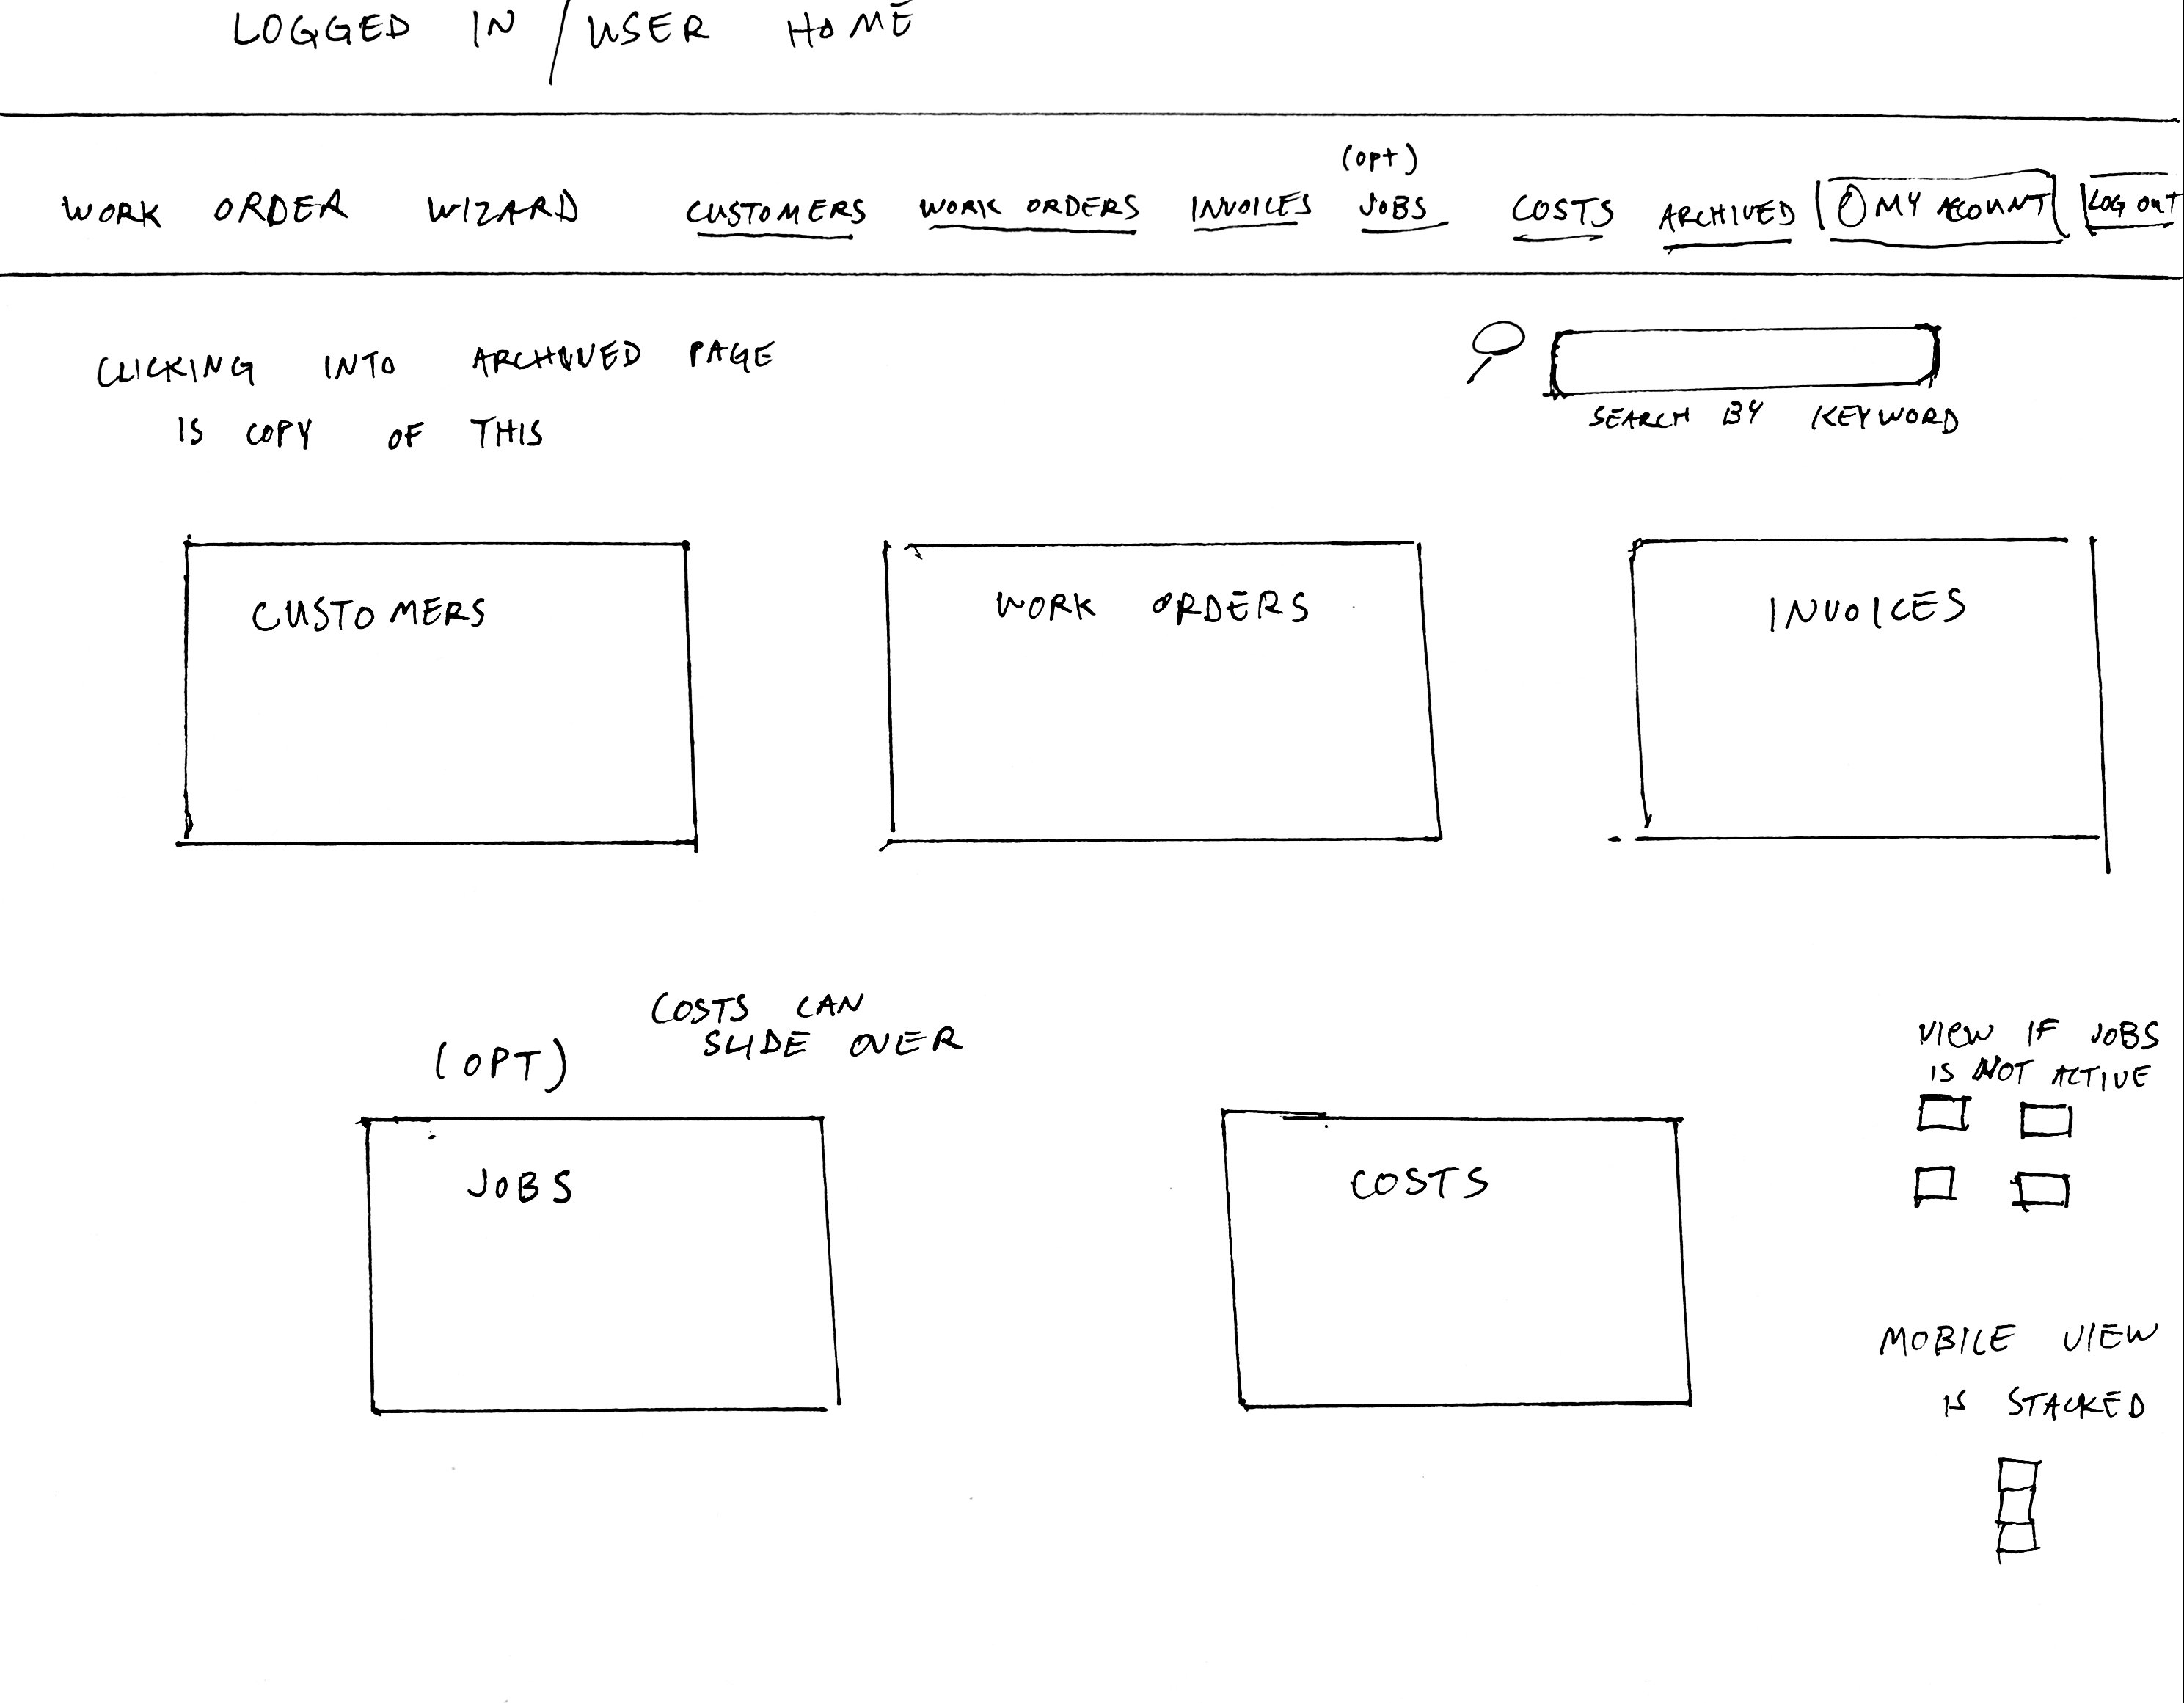 LOGGED IN / USER HOME
(OPT)
WORK ORDER WIZARD CUSTOMERS WORK ORDERS INVOICES JOBS COSTS ARCHIVED MY ACCOUNT LOG OUT
CLICKING INTO ARCHIVED PAGE
IS COPY OF THIS
SEARCH BY KEYWORD
CUSTOMERS WORK ORDERS INVOICES
COSTS CAN
SLIDE OVER
(OPT)
VIEW IF JOBS
IS NOT ACTIVE
JOBS COSTS
MOBILE VIEW
IS STACKED